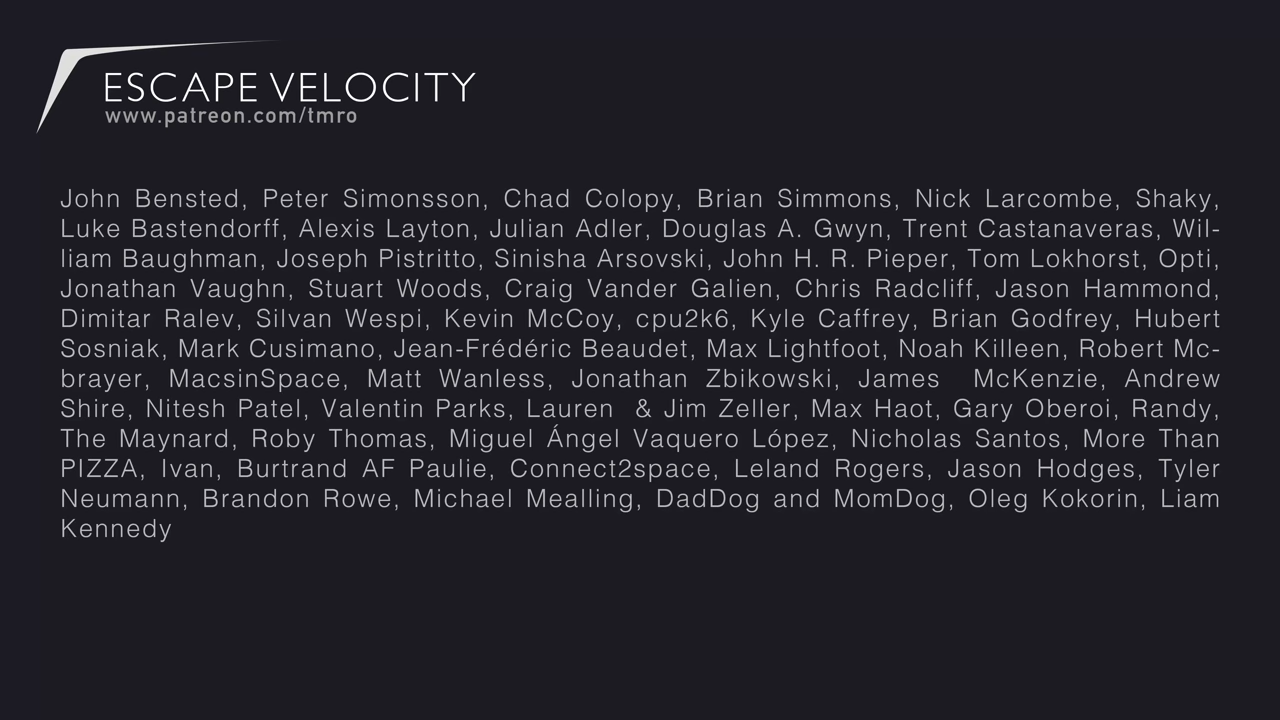 ESCAPE VELOCITY
www.patreon.com/tmro
John Bensted, Peter Simonsson, Chad Colopy, Brian Simmons, Nick Larcombe, Shaky,
Luke Bastendorff, Alexis Layton, Julian Adler, Douglas A. Gwyn, Trent Castanaveras, Wil-
liam Baughman, Joseph Pistritto, Sinisha Arsovski, John H. R. Pieper, Tom Lokhorst, Opti,
Jonathan Vaughn, Stuart Woods, Craig Vander Galien, Chris Radcliff, Jason Hammond,
Dimitar Ralev, Silvan Wespi, Kevin McCoy, cpu2k6, Kyle Caffrey, Brian Godfrey, Hubert
Sosniak, Mark Cusimano, Jean-Frédéric Beaudet, Max Lightfoot, Noah Killeen, Robert Mc-
brayer, MacsinSpace, Matt Wanless, Jonathan Zbikowski, James McKenzie, Andrew
Shire, Nitesh Patel, Valentin Parks, Lauren & Jim Zeller, Max Haot, Gary Oberoi, Randy,
The Maynard, Roby Thomas, Miguel Ángel Vaquero López, Nicholas Santos, More Than
PIZZA, Ivan, Burtrand AF Paulie, Connect2space, Leland Rogers, Jason Hodges, Tyler
Neumann, Brandon Rowe, Michael Mealling, DadDog and MomDog, Oleg Kokorin, Liam
Kennedy